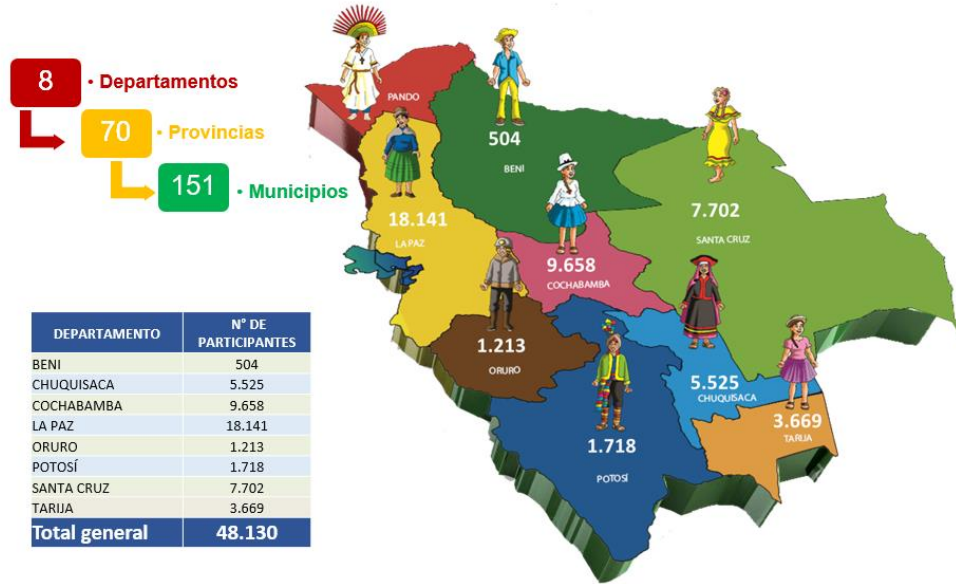 8
• Departamentos
70
• Provincias
151
• Municipios
PANDO
504
BENI
18.141
LA PAZ
7.702
SANTA CRUZ
9.658
COCHABAMBA
1.213
ORURO
5.525
CHUQUISACA
3.669
TARIJA
1.718
POTOSÍ
DEPARTAMENTO N° DE PARTICIPANTES
BENI 504
CHUQUISACA 5.525
COCHABAMBA 9.658
LA PAZ 18.141
ORURO 1.213
POTOSÍ 1.718
SANTA CRUZ 7.702
TARIJA 3.669
Total general 48.130